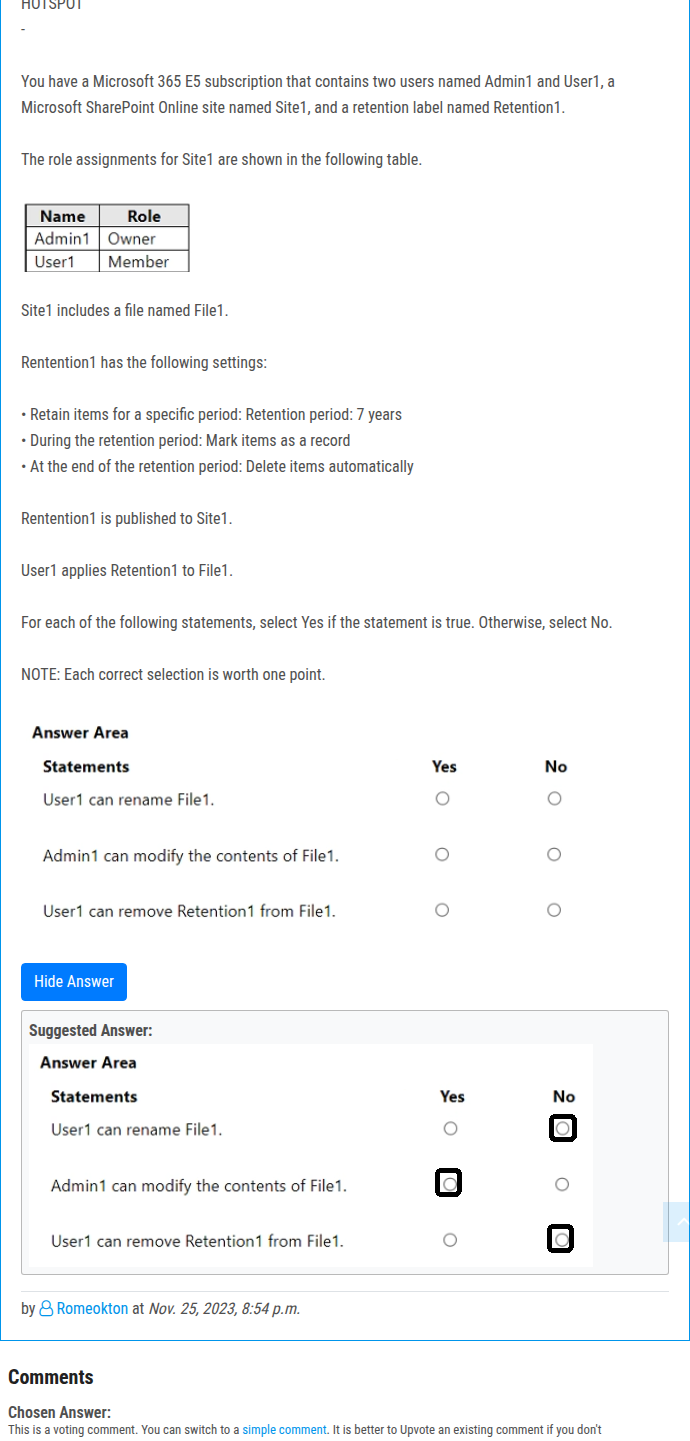 HOTSPOT
-
You have a Microsoft 365 E5 subscription that contains two users named Admin1 and User1, a
Microsoft SharePoint Online site named Site1, and a retention label named Retention1.
The role assignments for Site1 are shown in the following table.
Name Role
Admin1 Owner
User1 Member
Site1 includes a file named File1.
Rentention1 has the following settings:
• Retain items for a specific period: Retention period: 7 years
• During the retention period: Mark items as a record
• At the end of the retention period: Delete items automatically
Rentention1 is published to Site1.
User1 applies Retention1 to File1.
For each of the following statements, select Yes if the statement is true. Otherwise, select No.
NOTE: Each correct selection is worth one point.
Answer Area
Statements Yes No
User1 can rename File1.
Admin1 can modify the contents of File1.
User1 can remove Retention1 from File1.
Hide Answer
Suggested Answer:
Answer Area
Statements Yes No
User1 can rename File1.
Admin1 can modify the contents of File1.
User1 can remove Retention1 from File1.
by Romeokton at Nov. 25, 2023, 8:54 p.m.
Comments
Chosen Answer:
This is a voting comment. You can switch to a simple comment. It is better to Upvote an existing comment if you don't